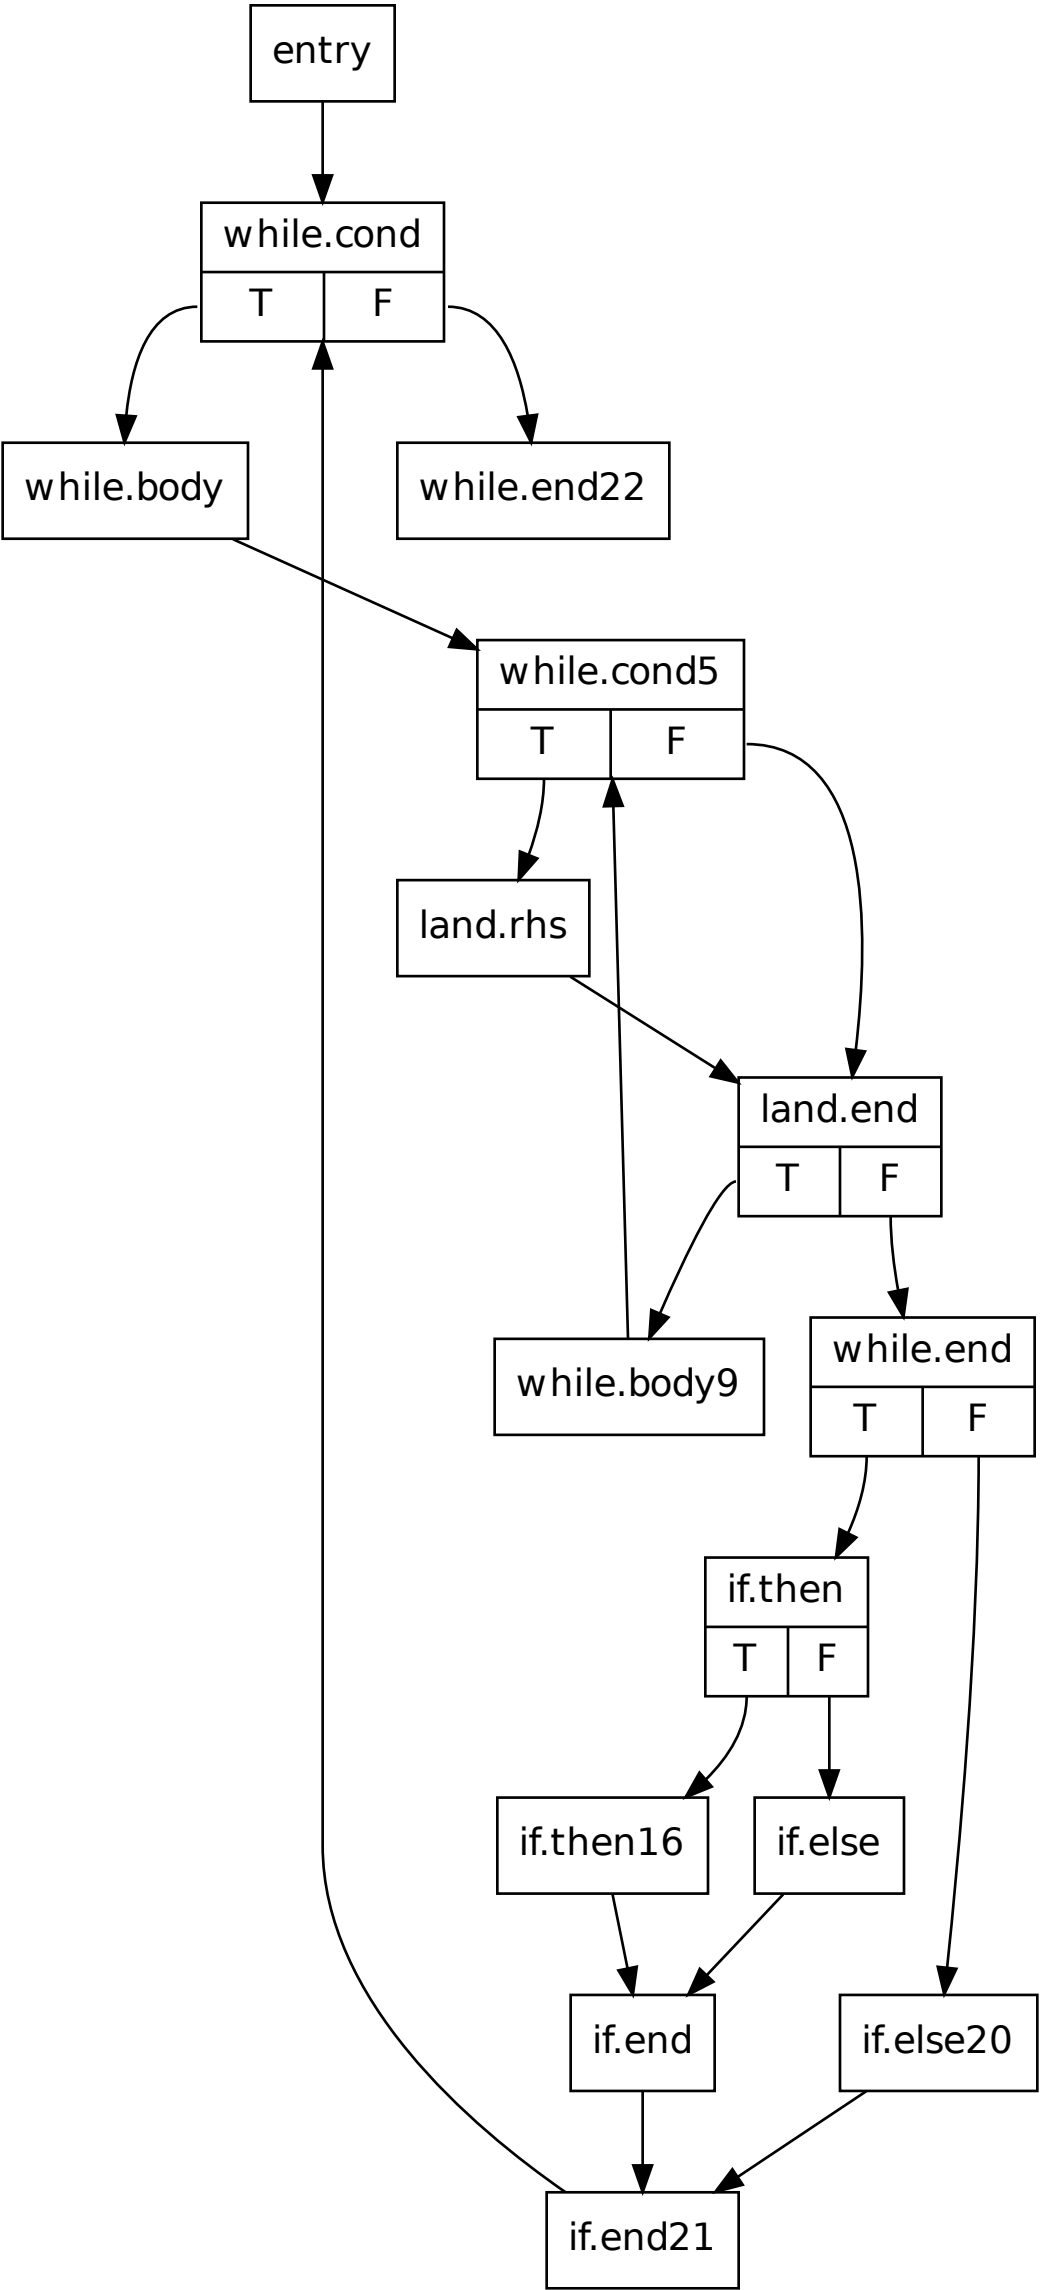 entry
while.cond
T F
while.body
while.end22
while.cond5
T F
land.rhs
land.end
T F
while.body9
while.end
T F
if.then
T F
if.then16
if.else
if.end
if.else20
if.end21